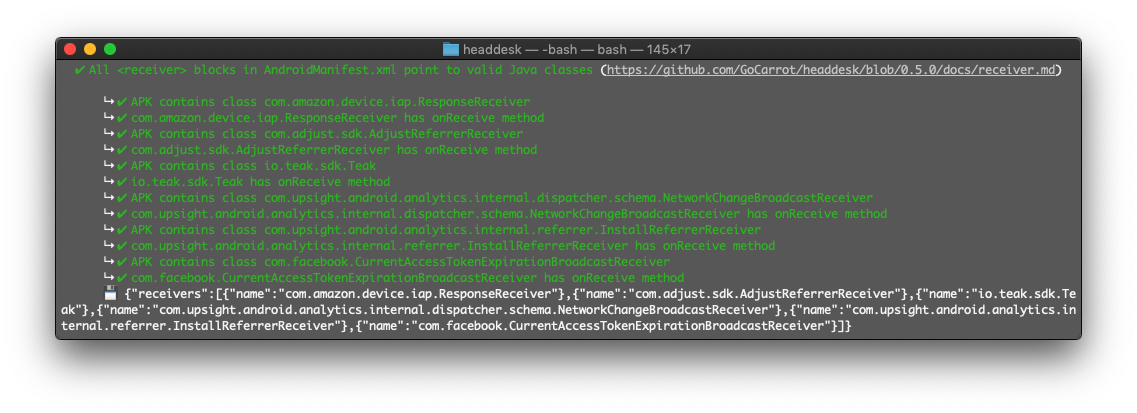 headdesk — -bash — bash — 145×17
✔ All <receiver> blocks in AndroidManifest.xml point to valid Java classes (https://github.com/GoCarrot/headdesk/blob/0.5.0/docs/receiver.md)
↪ ✔ APK contains class com.amazon.device.iap.ResponseReceiver
↪ ✔ com.amazon.device.iap.ResponseReceiver has onReceive method
↪ ✔ APK contains class com.adjust.sdk.AdjustReferrerReceiver
↪ ✔ com.adjust.sdk.AdjustReferrerReceiver has onReceive method
↪ ✔ APK contains class io.teak.sdk.Teak
↪ ✔ io.teak.sdk.Teak has onReceive method
↪ ✔ APK contains class com.upsight.android.analytics.internal.dispatcher.schema.NetworkChangeBroadcastReceiver
↪ ✔ com.upsight.android.analytics.internal.dispatcher.schema.NetworkChangeBroadcastReceiver has onReceive method
↪ ✔ APK contains class com.upsight.android.analytics.internal.referrer.InstallReferrerReceiver
↪ ✔ com.upsight.android.analytics.internal.referrer.InstallReferrerReceiver has onReceive method
↪ ✔ APK contains class com.facebook.CurrentAccessTokenExpirationBroadcastReceiver
↪ ✔ com.facebook.CurrentAccessTokenExpirationBroadcastReceiver has onReceive method
💾 {"receivers":[{"name":"com.amazon.device.iap.ResponseReceiver"},{"name":"com.adjust.sdk.AdjustReferrerReceiver"},{"name":"io.teak.sdk.Te
ak"},{"name":"com.upsight.android.analytics.internal.dispatcher.schema.NetworkChangeBroadcastReceiver"},{"name":"com.upsight.android.analytics.in
ternal.referrer.InstallReferrerReceiver"},{"name":"com.facebook.CurrentAccessTokenExpirationBroadcastReceiver"}]}